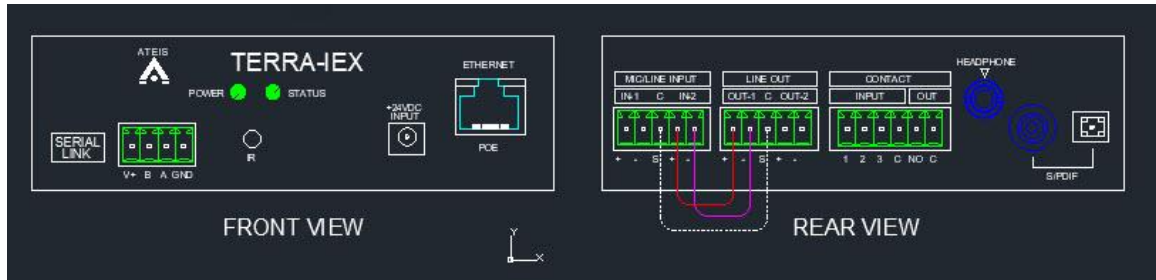 ATEIS
TERRA-IEX
POWER
STATUS
SERIAL
LINK
V+ B A GND
IR
+24VDC
INPUT
ETHERNET
POE
FRONT VIEW
Y
X
MIC/LINE INPUT
IN-1 C IN-2
+ - S + -
LINE OUT
OUT-1 C OUT-2
+ - S + -
CONTACT
INPUT OUT
1 2 3 C NO C
HEADPHONE
S/PDIF
REAR VIEW